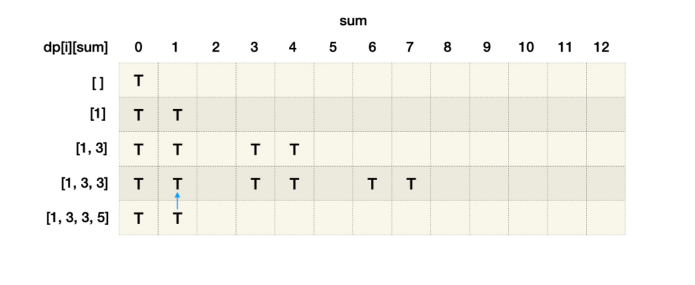 sum
dp[i][sum] 0 1 2 3 4 5 6 7 8 9 10 11 12
[ ] T
[1] T T
[1, 3] T T T T
[1, 3, 3] T T T T T T
[1, 3, 3, 5] T T